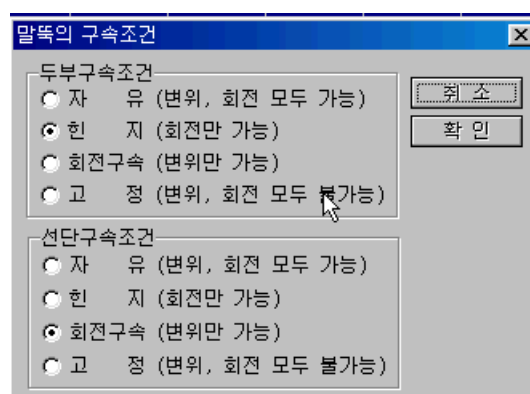 말뚝의 구속조건
두부구속조건
자 유 (변위, 회전 모두 가능)
힌 지 (회전만 가능)
회전구속 (변위만 가능)
고 정 (변위, 회전 모두 불가능)
취 소
확 인
선단구속조건
자 유 (변위, 회전 모두 가능)
힌 지 (회전만 가능)
회전구속 (변위만 가능)
고 정 (변위, 회전 모두 불가능)